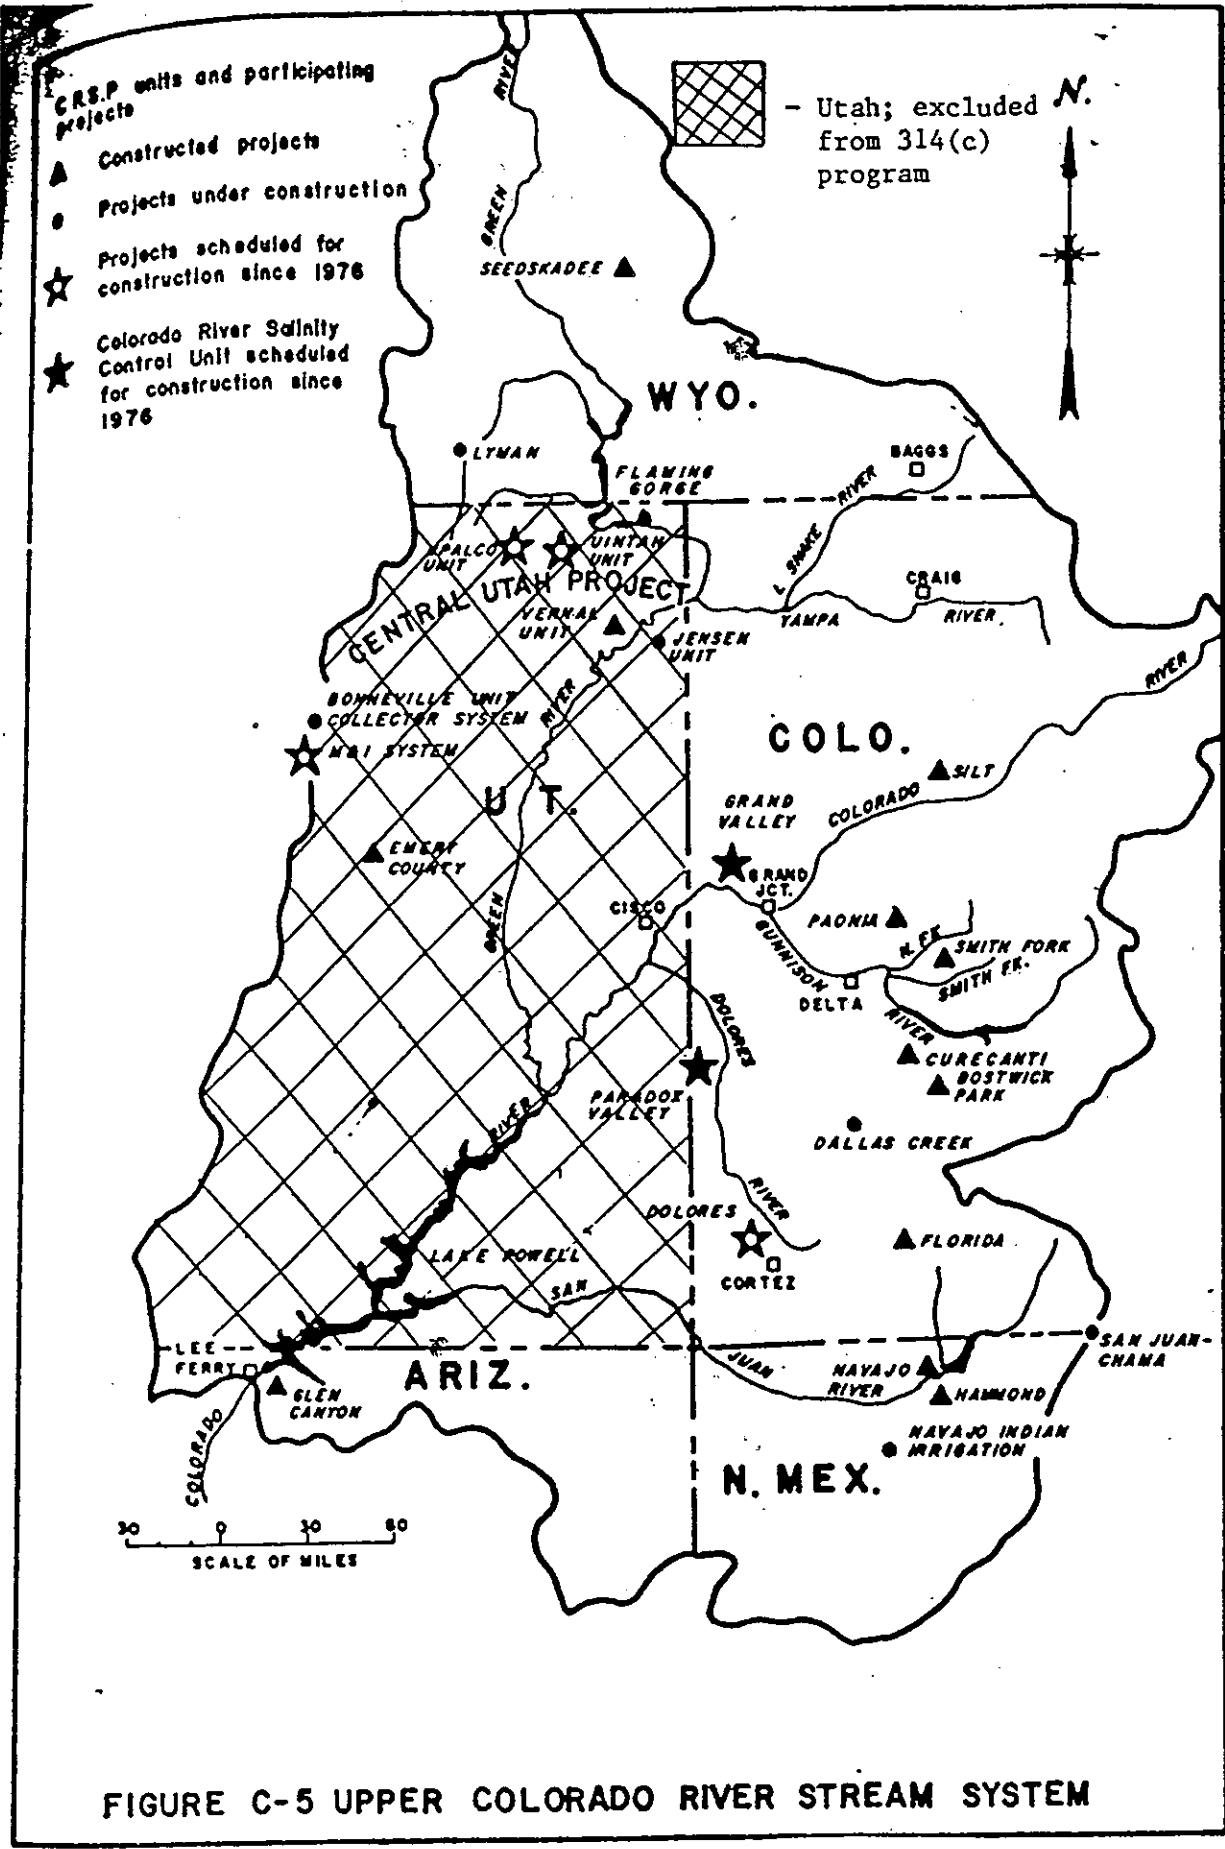 C.R.S.P units and participating
projects
Constructed projects
Projects under construction
Projects scheduled for
construction since 1976
Colorado River Salinity
Control Unit scheduled
for construction since
1976
- Utah; excluded
from 314(c)
program
N.
RIVER
GREEN
SEEDSKADEE
WYO.
LYMAN
FLAMING
GORGE
BAGGS
L. SNAKE
RIVER
UPALCO
UNIT
UINTAH
UNIT
CENTRAL UTAH PROJECT
VERNAL
UNIT
JENSEN
UNIT
CRAIG
YAMPA
RIVER
BONNEVILLE UNIT
COLLECTOR SYSTEM
M&I SYSTEM
RIVER
COLO.
RIVER
U T.
EMERY
COUNTY
GREEN
SILT
COLORADO
GRAND
VALLEY
GRAND
JCT.
CISCO
PAONIA
N. FK
SMITH FORK
SMITH FK.
GUNNISON
DELTA
RIVER
DOLORES
CURECANTI
BOSTWICK
PARK
PARADOX
VALLEY
RIVER
DALLAS CREEK
RIVER
DOLORES
CORTEZ
FLORIDA
LAKE POWELL
SAN
JUAN
LEE
FERRY
ARIZ.
GLEN
CANYON
COLORADO
NAVAJO
RIVER
HAMMOND
SAN JUAN-
CHAMA
NAVAJO INDIAN
IRRIGATION
N. MEX.
30 0 30 60
SCALE OF MILES
FIGURE C-5 UPPER COLORADO RIVER STREAM SYSTEM